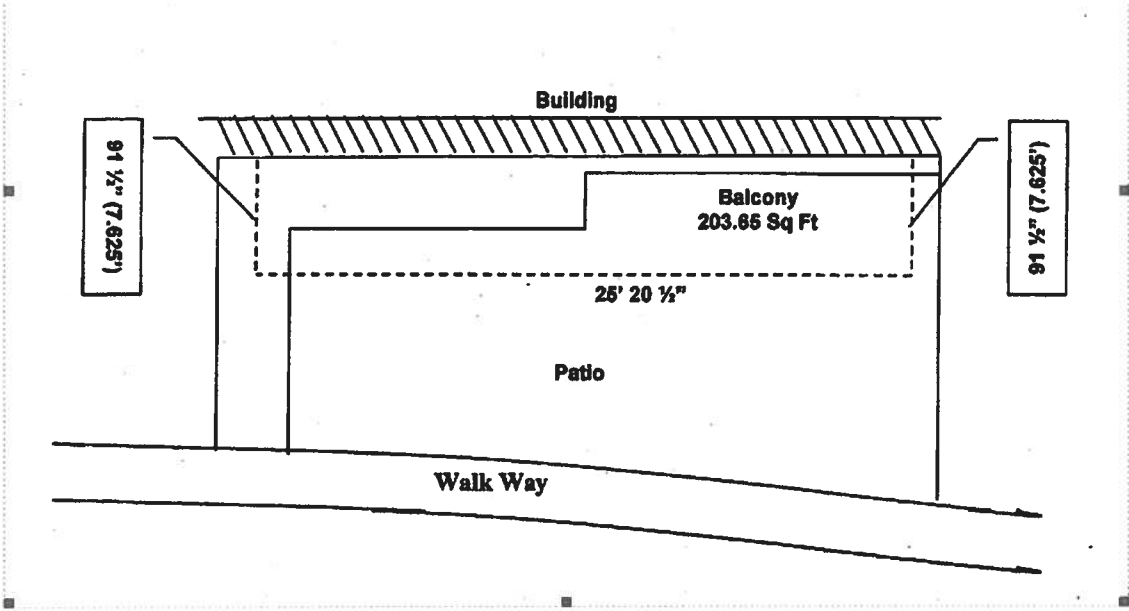 Building
91 ½" (7.625')
Balcony
203.65 Sq Ft
91 ½" (7.625')
25' 20 ½"
Patio
Walk Way